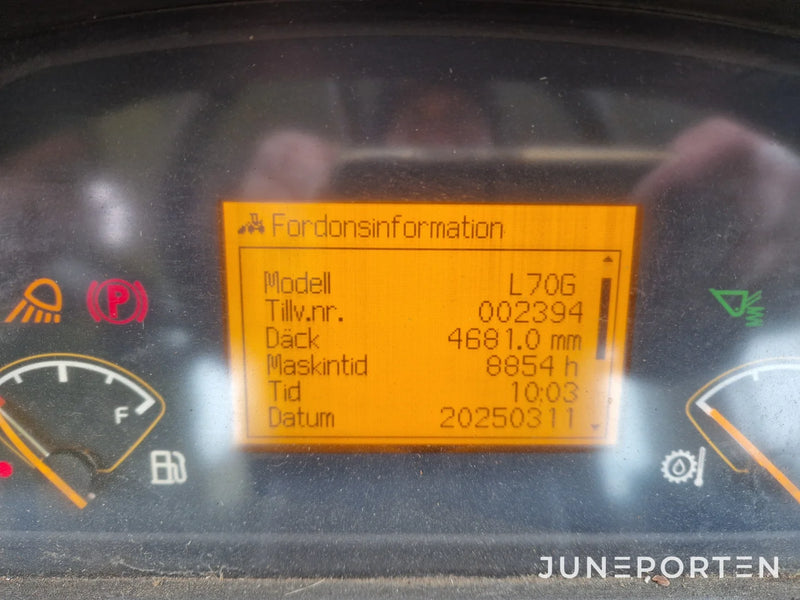 Fordonsinformation
Modell L70G
Tillv.nr. 002394
Däck 4681.0 mm
Maskintid 8854 h
Tid 10:03
Datum 20250311
P
F
JUNEPORTEN